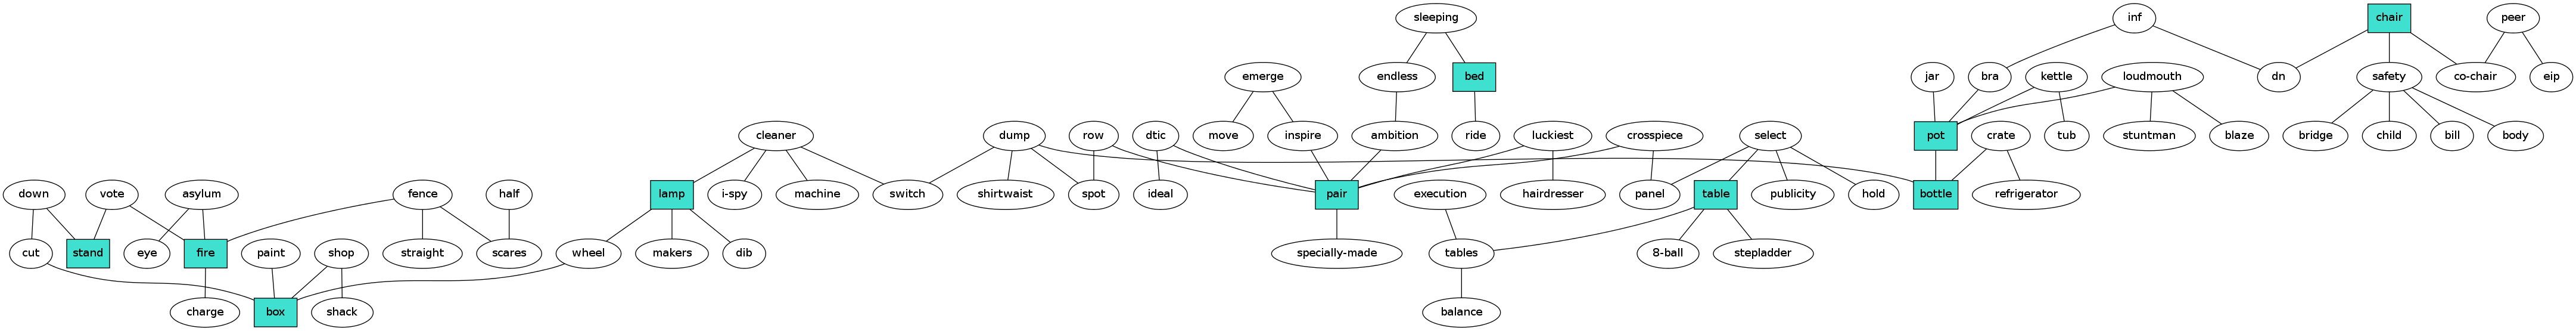 sleeping
inf
chair
peer
emerge
endless
bed
jar
bra
kettle
loudmouth
dn
safety
co-chair
eip
cleaner
dump
row
dtic
move
inspire
ambition
ride
luckiest
crosspiece
select
pot
crate
tub
stuntman
blaze
bridge
child
bill
body
down
vote
asylum
fence
half
lamp
i-spy
machine
switch
shirtwaist
spot
ideal
pair
execution
hairdresser
panel
table
publicity
hold
bottle
refrigerator
cut
stand
eye
fire
paint
shop
straight
scares
wheel
makers
dib
specially-made
tables
8-ball
stepladder
charge
box
shack
balance